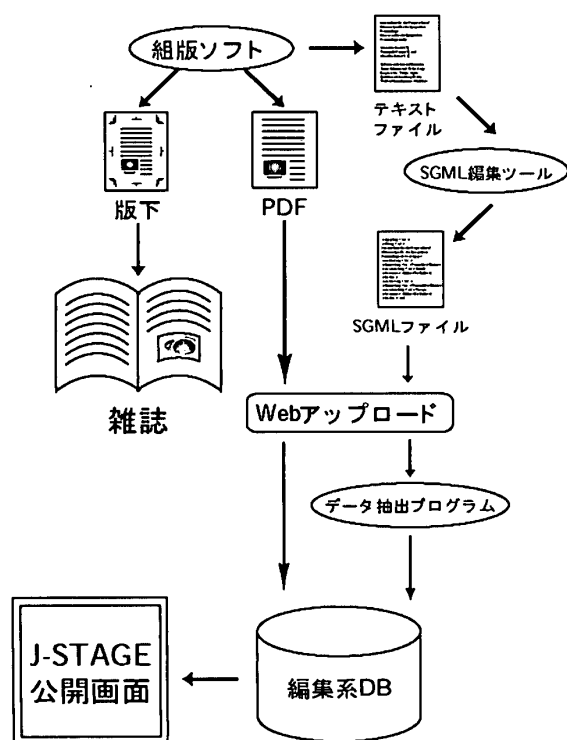 組版ソフト
テキスト
ファイル
版下
PDF
SGML編集ツール
SGMLファイル
雑誌
Webアップロード
データ抽出プログラム
J-STAGE
公開画面
編集系DB